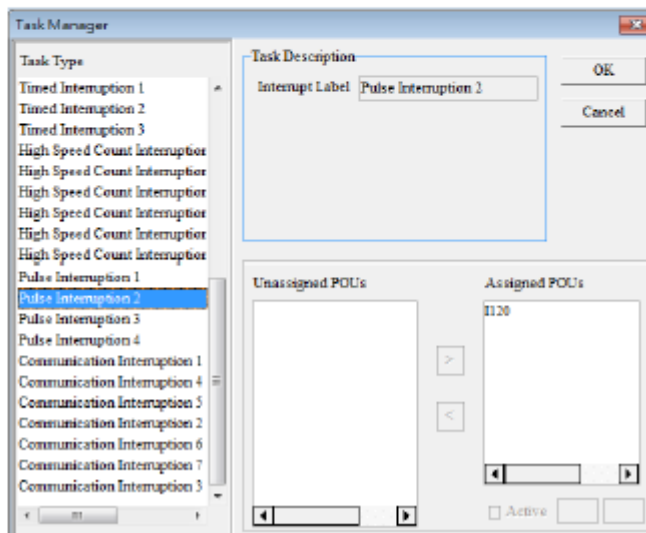 Task Manager
Task Type
Timed Interruption 1
Timed Interruption 2
Timed Interruption 3
High Speed Count Interruption
High Speed Count Interruption
High Speed Count Interruption
High Speed Count Interruption
High Speed Count Interruption
High Speed Count Interruption
Pulse Interruption 1
Pulse Interruption 2
Pulse Interruption 3
Pulse Interruption 4
Communication Interruption 1
Communication Interruption 4
Communication Interruption 5
Communication Interruption 2
Communication Interruption 6
Communication Interruption 7
Communication Interruption 3
Task Description
Interrupt Label Pulse Interruption 2
OK
Cancel
Unassigned POUs
Assigned POUs
I120
>
<
Active